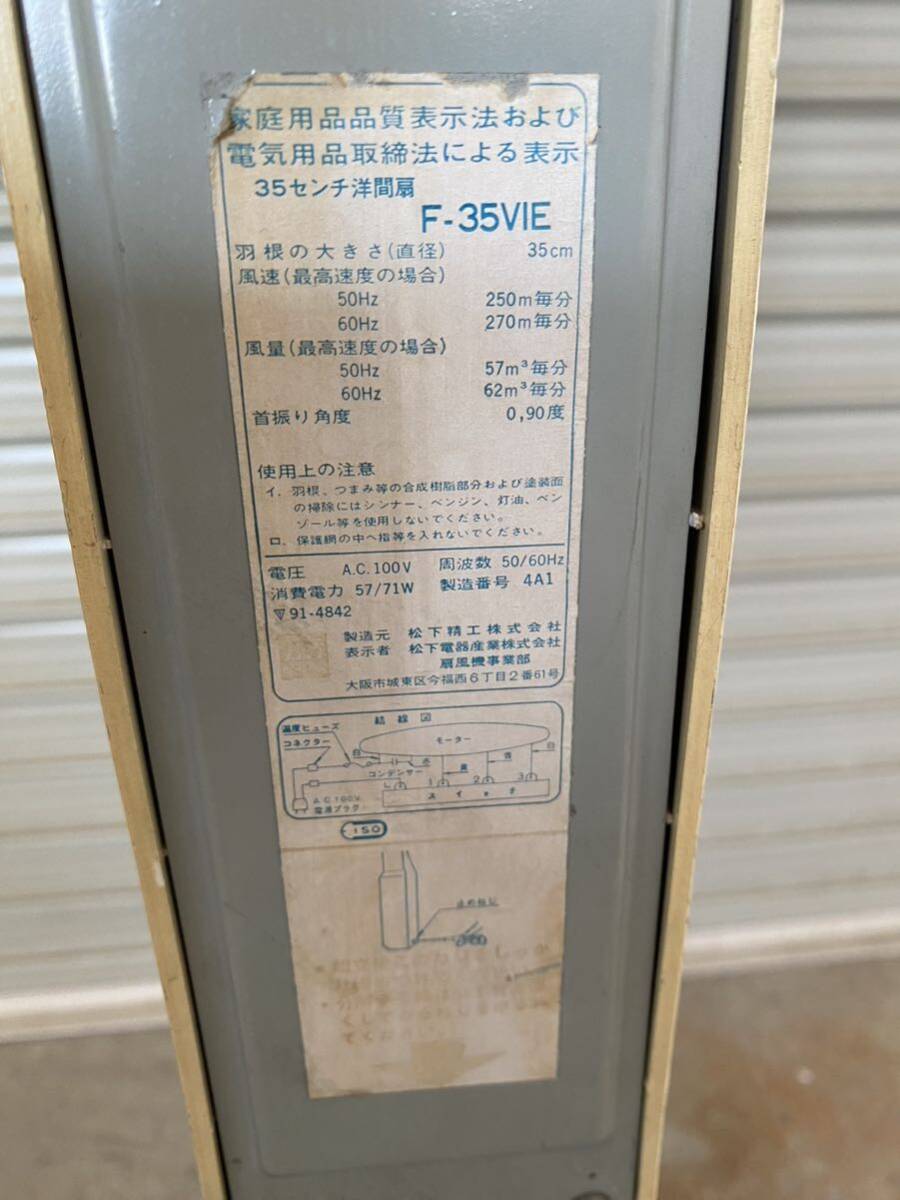 家庭用品品質表示法および
電気用品取締法による表示
35センチ洋間扇
F-35VIE
羽根の大きさ(直径) 35cm
風速(最高速度の場合)
50Hz 250m毎分
60Hz 270m毎分
風量(最高速度の場合)
50Hz 57m³毎分
60Hz 62m³毎分
首振り角度 0,90度
使用上の注意
イ. 羽根、つまみ等の合成樹脂部分および塗装面
の掃除にはシンナー、ベンジン、灯油、ベン
ゾール等を使用しないでください。
ロ. 保護網の中へ指等を入れないでください。
電圧 A.C.100V 周波数 50/60Hz
消費電力 57/71W 製造番号 4A1
▽91-4842
製造元 松下精工株式会社
表示者 松下電器産業株式会社
扇風機事業部
大阪市城東区今福西6丁目2番61号
結線図
温度ヒューズ
コネクター
モーター
白 赤 黒 青 白
コンデンサー
L 1 2 3
スイッチ
A.C.100V
電源プラグ
150